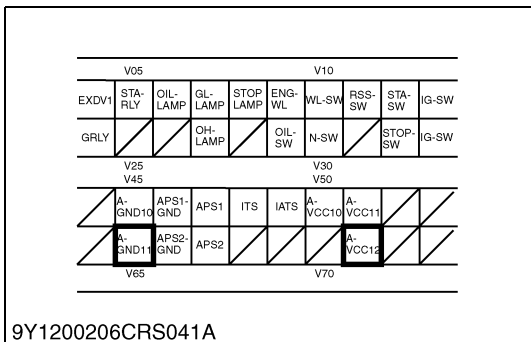 V05 V10
EXDV1 STA-RLY OIL-LAMP GL-LAMP STOP LAMP ENG-WL WL-SW RSS-SW STA-SW IG-SW
GRLY OH-LAMP OIL-SW N-SW STOP-SW IG-SW
V25 V30
V45 V50
A-GND10 APS1-GND APS1 ITS IATS A-VCC10 A-VCC11
A-GND11 APS2-GND APS2 A-VCC12
V65 V70
9Y1200206CRS041A